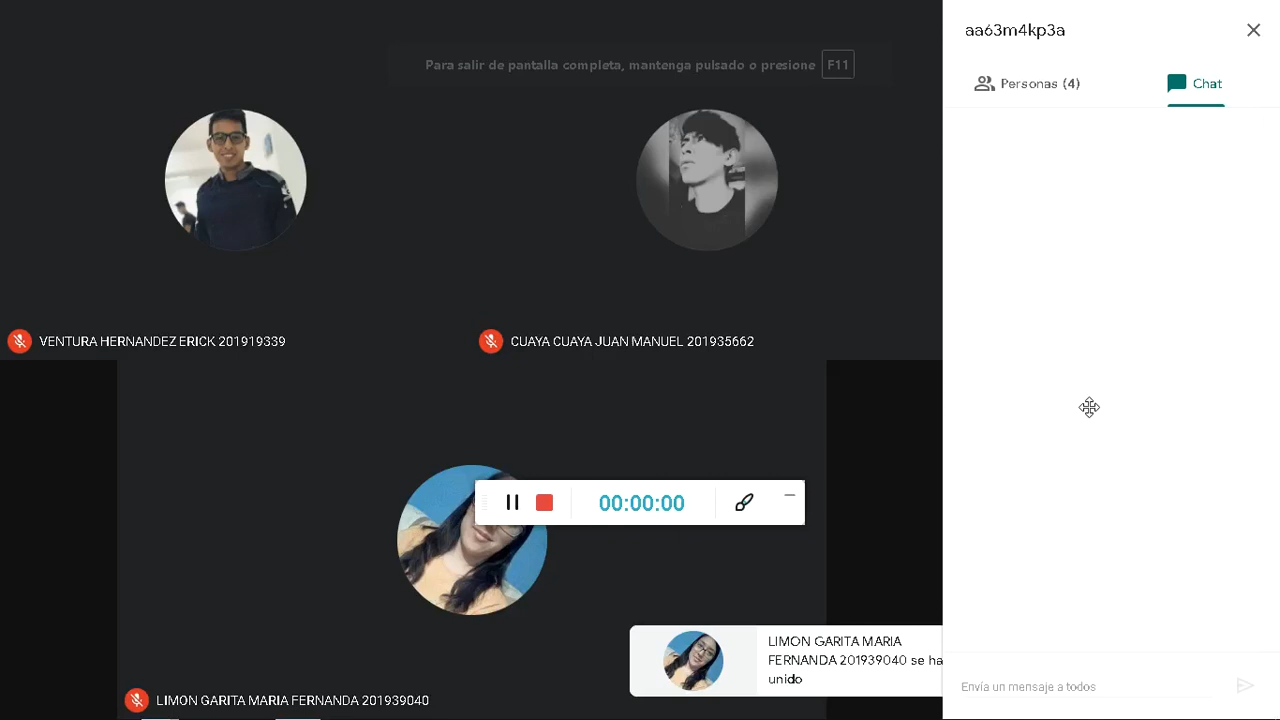 aa63m4kp3a
Para salir de pantalla completa, mantenga pulsado o presione F11
Personas (4)
Chat
VENTURA HERNANDEZ ERICK 201919339
CUAYA CUAYA JUAN MANUEL 201935662
00:00:00
LIMON GARITA MARIA
FERNANDA 201939040 se ha
unido
Envía un mensaje a todos
LIMON GARITA MARIA FERNANDA 201939040